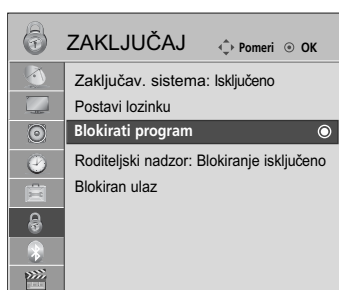 ZAKLJUČAJ Pomeri OK
Zaključav. sistema: Isključeno
Postavi lozinku
Blokirati program
Roditeljski nadzor: Blokiranje isključeno
Blokiran ulaz